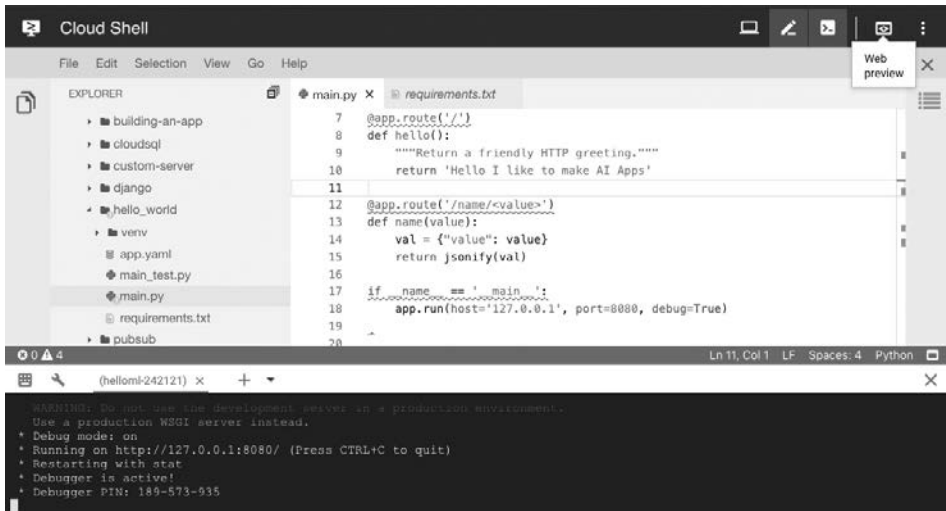 Cloud Shell
Web preview
File Edit Selection View Go Help
EXPLORER
building-an-app
cloudsql
custom-server
django
hello_world
venv
app.yaml
main_test.py
main.py
requirements.txt
pubsub
main.py × requirements.txt
7 @app.route('/')
8 def hello():
9 """Return a friendly HTTP greeting."""
10 return 'Hello I like to make AI Apps'
11
12 @app.route('/name/<value>')
13 def name(value):
14 val = {"value": value}
15 return jsonify(val)
16
17 if __name__ == '__main__':
18 app.run(host='127.0.0.1', port=8080, debug=True)
19
20
0 4 Ln 11, Col 1 LF Spaces: 4 Python
(helloml-242121) × +
WARNING: Do not use the development server in a production environment.
Use a production WSGI server instead.
* Debug mode: on
* Running on http://127.0.0.1:8080/ (Press CTRL+C to quit)
* Restarting with stat
* Debugger is active!
* Debugger PIN: 189-573-935